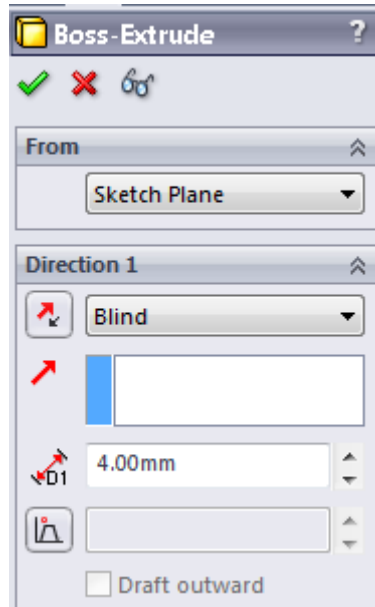 Boss-Extrude ?
From
Sketch Plane
Direction 1
Blind
D1 4.00mm
Draft outward